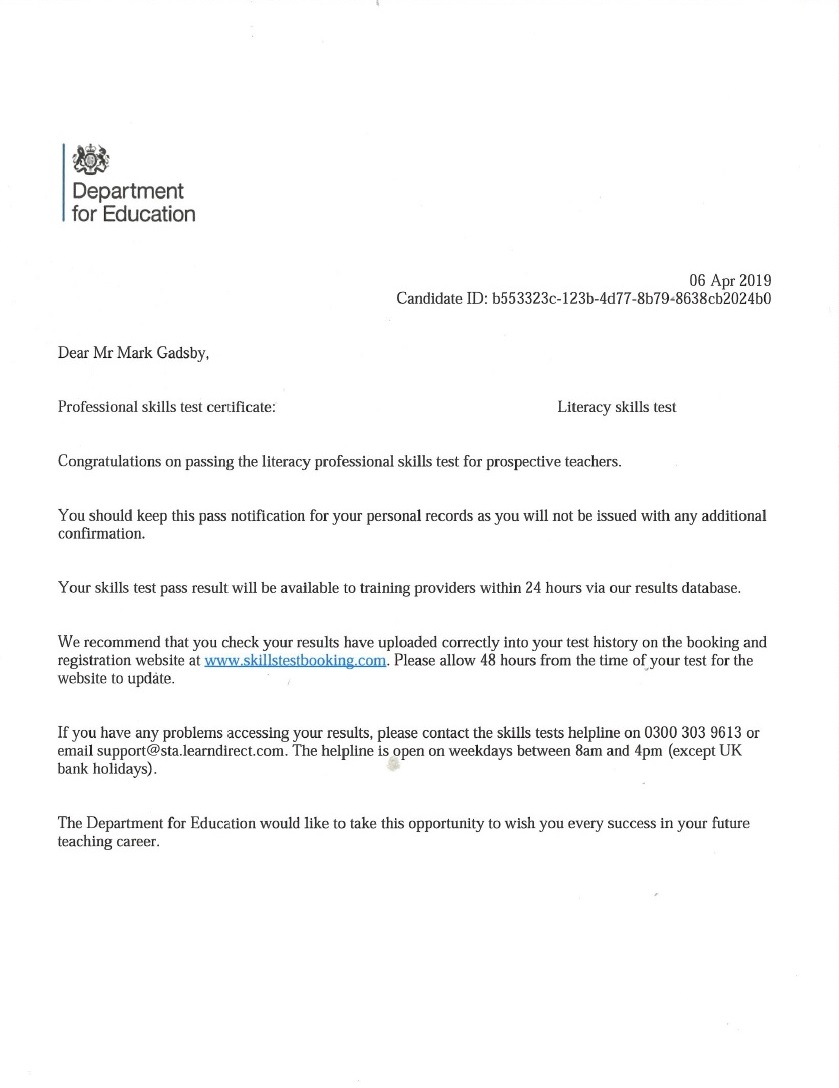 Department
for Education
06 Apr 2019
Candidate ID: b553323c-123b-4d77-8b79-8638cb2024b0
Dear Mr Mark Gadsby,
Professional skills test certificate: Literacy skills test
Congratulations on passing the literacy professional skills test for prospective teachers.
You should keep this pass notification for your personal records as you will not be issued with any additional
confirmation.
Your skills test pass result will be available to training providers within 24 hours via our results database.
We recommend that you check your results have uploaded correctly into your test history on the booking and
registration website at www.skillstestbooking.com. Please allow 48 hours from the time of your test for the
website to update.
If you have any problems accessing your results, please contact the skills tests helpline on 0300 303 9613 or
email support@sta.learndirect.com. The helpline is open on weekdays between 8am and 4pm (except UK
bank holidays).
The Department for Education would like to take this opportunity to wish you every success in your future
teaching career.